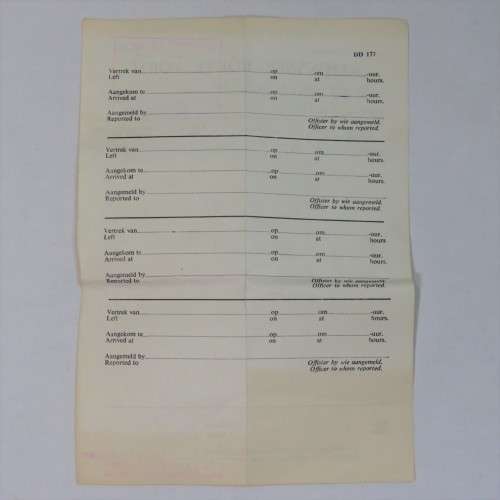 DD 177
Vertrek van op om -uur.
Left on at hours.
Aangekom te op om -uur.
Arrived at on at hours.
Aangemeld by
Reported to Offisier by wie aangemeld.
Officer to whom reported.
Vertrek van op om -uur.
Left on at hours.
Aangekom te op om -uur.
Arrived at on at hours.
Aangemeld by
Reported to Offisier by wie aangemeld.
Officer to whom reported.
Vertrek van op om -uur.
Left on at hours
Aangekom te op om -uur.
Arrived at on at hours.
Aangemeld by
Reported to Offisier by wie aangemeld.
Officer to whom reported.
Vertrek van op om -uur.
Left on at hours.
Aangekom te op om -uur.
Arrived at on at hours.
Aangemeld by
Reported to Offisier by wie aangemeld.
Officer to whom reported.